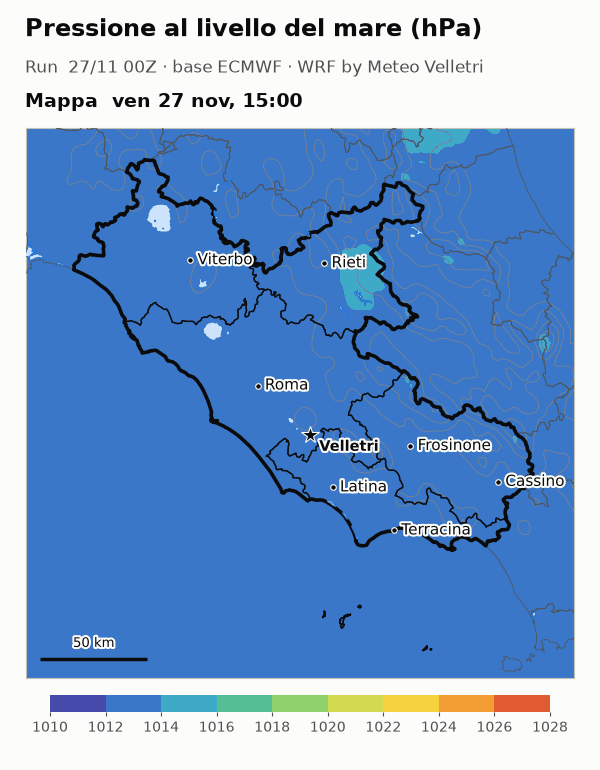 Pressione al livello del mare (hPa)
Run  27/11 00Z · base ECMWF · WRF by Meteo Velletri
Mappa  ven 27 nov, 15:00
Viterbo
Rieti
Roma
Velletri
Frosinone
Cassino
Latina
Terracina
50 km
1010 1012 1014 1016 1018 1020 1022 1024 1026 1028